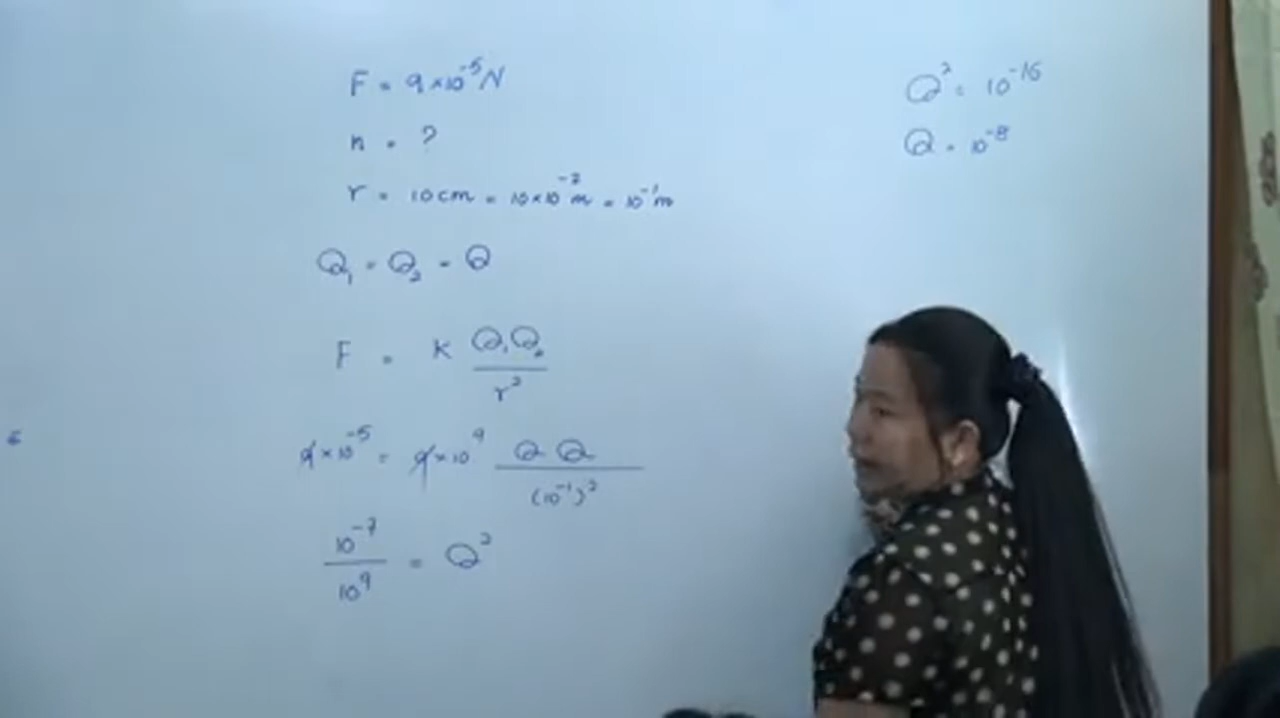 F = 9×10⁻⁵N
n = ?
r = 10cm = 10×10⁻²m = 10⁻¹m
Q₁ = Q₂ = Q
F = K Q₁Q₂ / r²
9×10⁻⁵ = 9×10⁹ Q Q / (10⁻¹)²
10⁻⁷ / 10⁹ = Q²
Q² = 10⁻¹⁶
Q = 10⁻⁸